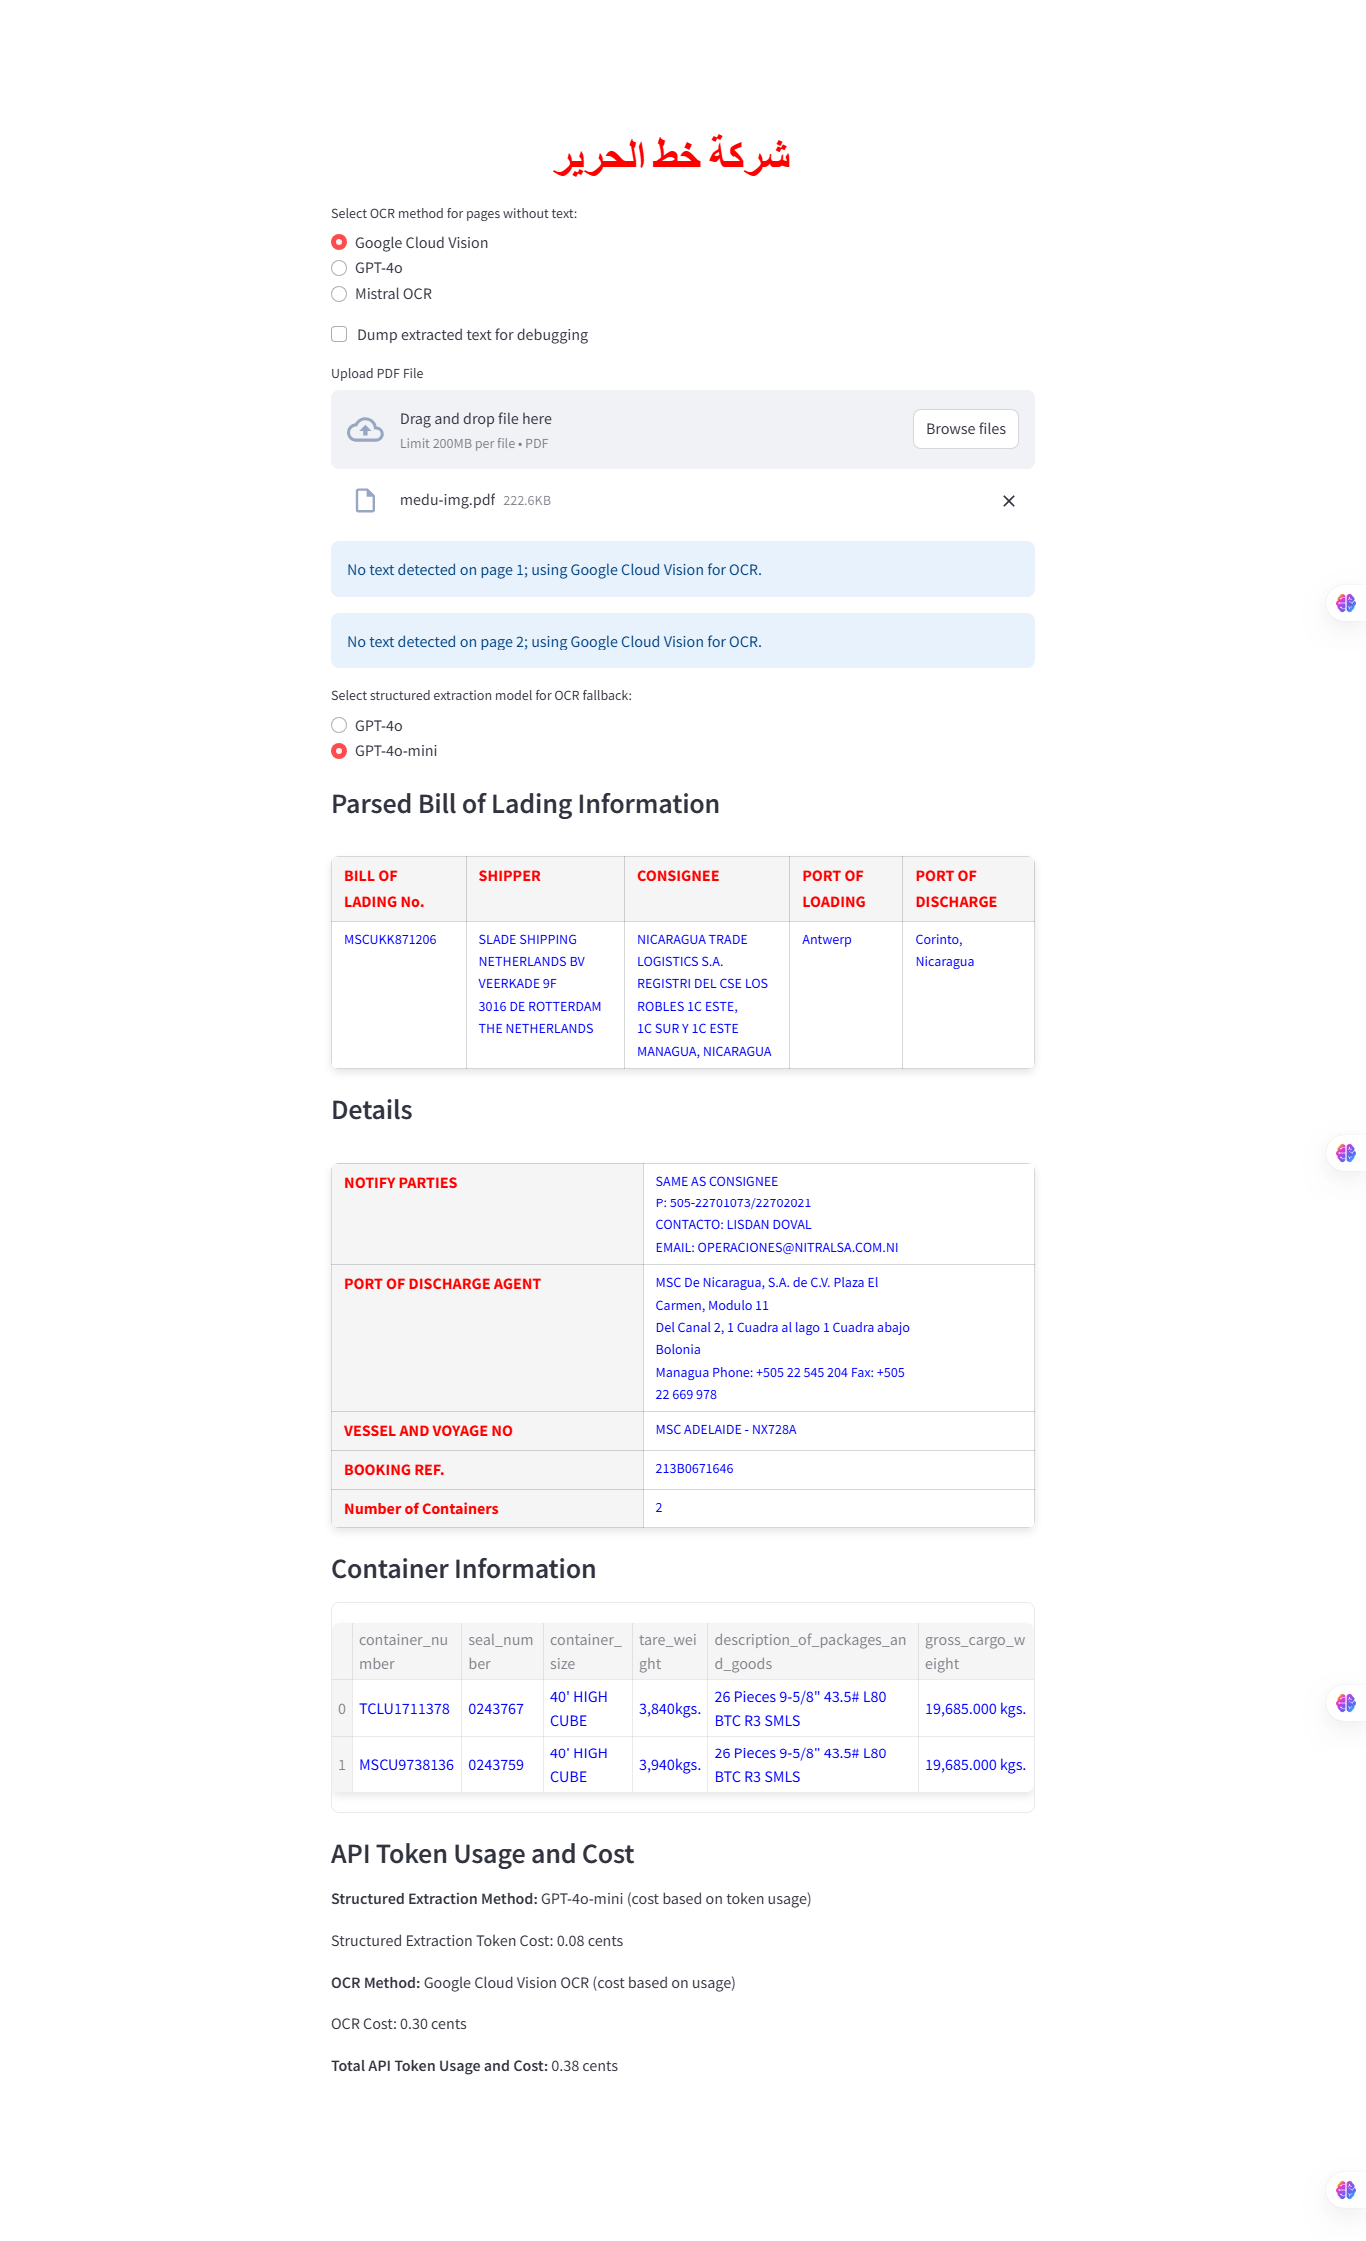 شركة خط الحرير
Select OCR method for pages without text:
Google Cloud Vision
GPT-4o
Mistral OCR
Dump extracted text for debugging
Upload PDF File
Drag and drop file here
Limit 200MB per file • PDF
Browse files
medu-img.pdf 222.6KB
No text detected on page 1; using Google Cloud Vision for OCR.
No text detected on page 2; using Google Cloud Vision for OCR.
Select structured extraction model for OCR fallback:
GPT-4o
GPT-4o-mini
Parsed Bill of Lading Information
BILL OF
LADING No.
SHIPPER
CONSIGNEE
PORT OF
LOADING
PORT OF
DISCHARGE
MSCUKK871206
SLADE SHIPPING
NETHERLANDS BV
VEERKADE 9F
3016 DE ROTTERDAM
THE NETHERLANDS
NICARAGUA TRADE
LOGISTICS S.A.
REGISTRI DEL CSE LOS
ROBLES 1C ESTE,
1C SUR Y 1C ESTE
MANAGUA, NICARAGUA
Antwerp
Corinto,
Nicaragua
Details
NOTIFY PARTIES
SAME AS CONSIGNEE
P: 505-22701073/22702021
CONTACTO: LISDAN DOVAL
EMAIL: OPERACIONES@NITRALSA.COM.NI
PORT OF DISCHARGE AGENT
MSC De Nicaragua, S.A. de C.V. Plaza El
Carmen, Modulo 11
Del Canal 2, 1 Cuadra al lago 1 Cuadra abajo
Bolonia
Managua Phone: +505 22 545 204 Fax: +505
22 669 978
VESSEL AND VOYAGE NO
MSC ADELAIDE - NX728A
BOOKING REF.
213B0671646
Number of Containers
2
Container Information
container_nu
mber
seal_num
ber
container_
size
tare_wei
ght
description_of_packages_an
d_goods
gross_cargo_w
eight
0
TCLU1711378
0243767
40' HIGH
CUBE
3,840kgs.
26 Pieces 9-5/8" 43.5# L80
BTC R3 SMLS
19,685.000 kgs.
1
MSCU9738136
0243759
40' HIGH
CUBE
3,940kgs.
26 Pieces 9-5/8" 43.5# L80
BTC R3 SMLS
19,685.000 kgs.
API Token Usage and Cost
Structured Extraction Method: GPT-4o-mini (cost based on token usage)
Structured Extraction Token Cost: 0.08 cents
OCR Method: Google Cloud Vision OCR (cost based on usage)
OCR Cost: 0.30 cents
Total API Token Usage and Cost: 0.38 cents